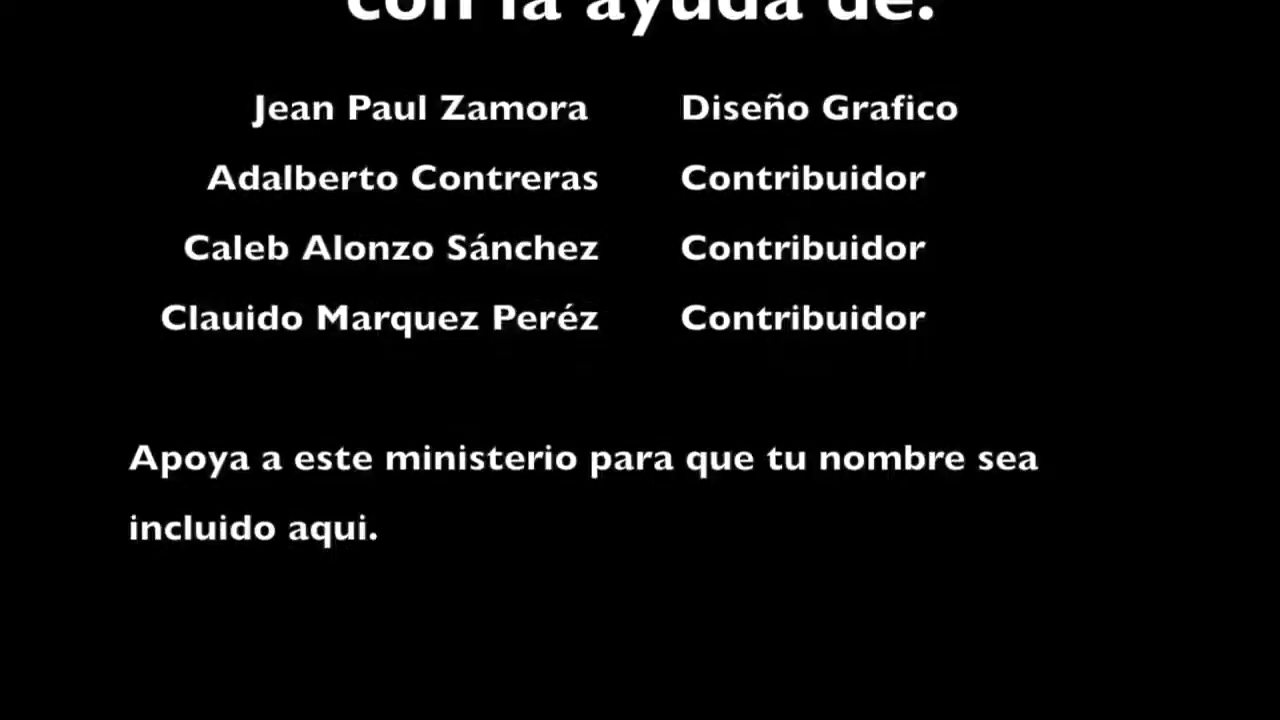 con la ayuda de:
Jean Paul Zamora Diseño Grafico
Adalberto Contreras Contribuidor
Caleb Alonzo Sánchez Contribuidor
Clauido Marquez Peréz Contribuidor
Apoya a este ministerio para que tu nombre sea
incluido aqui.